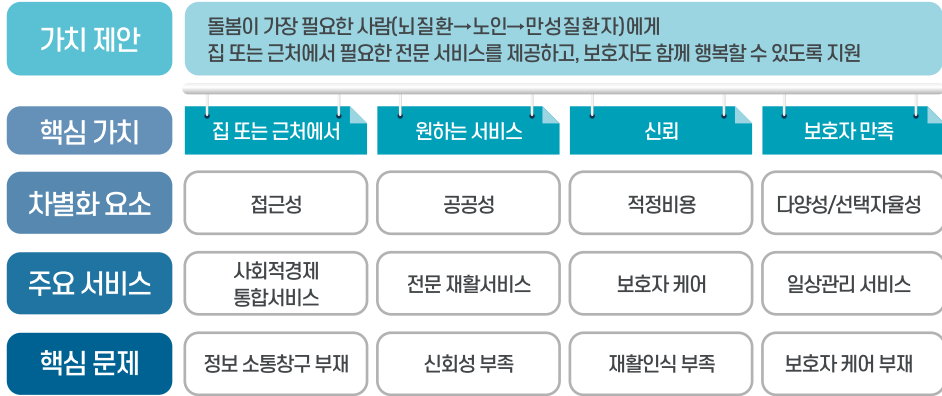 가치 제안
돌봄이 가장 필요한 사람(뇌질환→노인→만성질환자)에게
집 또는 근처에서 필요한 전문 서비스를 제공하고, 보호자도 함께 행복할 수 있도록 지원
핵심 가치
집 또는 근처에서
원하는 서비스
신뢰
보호자 만족
차별화 요소
접근성
공공성
적정비용
다양성/선택자율성
주요 서비스
사회적경제
통합서비스
전문 재활서비스
보호자 케어
일상관리 서비스
핵심 문제
정보 소통창구 부재
신회성 부족
재활인식 부족
보호자 케어 부재